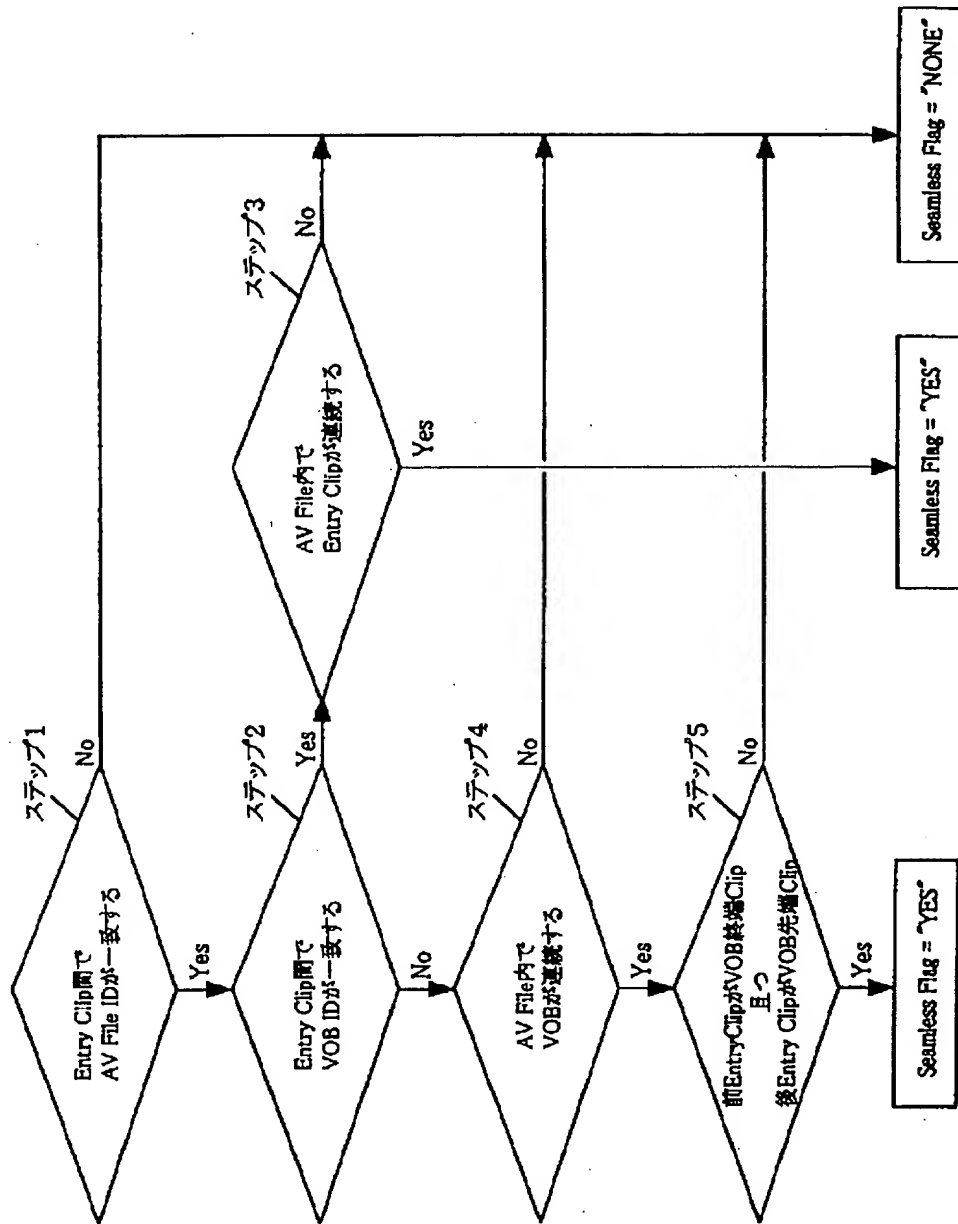 ステップ1
Entry Clip間で
AV File IDが一致する
No
Yes
ステップ2
Entry Clip間で
VOB IDが一致する
Yes
No
ステップ3
AV File内で
Entry Clipが連続する
No
Yes
ステップ4
AV File内で
VOBが連続する
No
Yes
ステップ5
前EntryClipがVOB終端Clip
且つ
後Entry ClipがVOB先端Clip
No
Yes
Seamless Flag = "YES"
Seamless Flag = "YES"
Seamless Flag = "NONE"